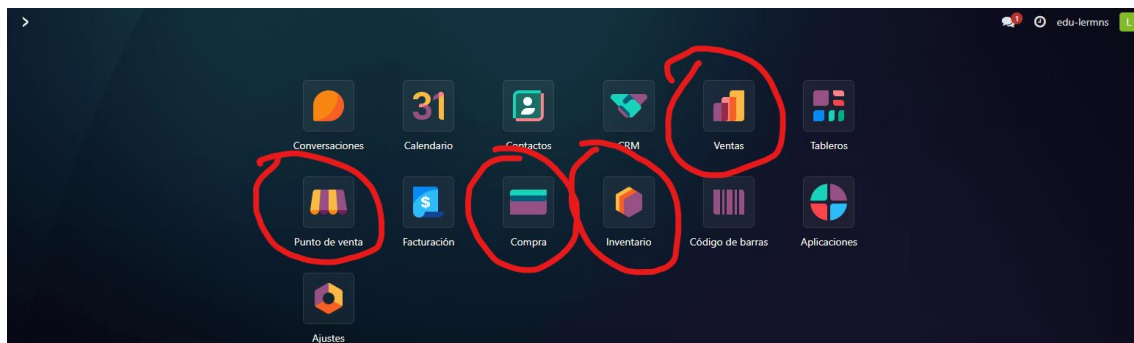 1
edu-lermns
L
31
Conversaciones
Calendario
Contactos
CRM
Ventas
Tableros
$
Punto de venta
Facturación
Compra
Inventario
Código de barras
Aplicaciones
Ajustes